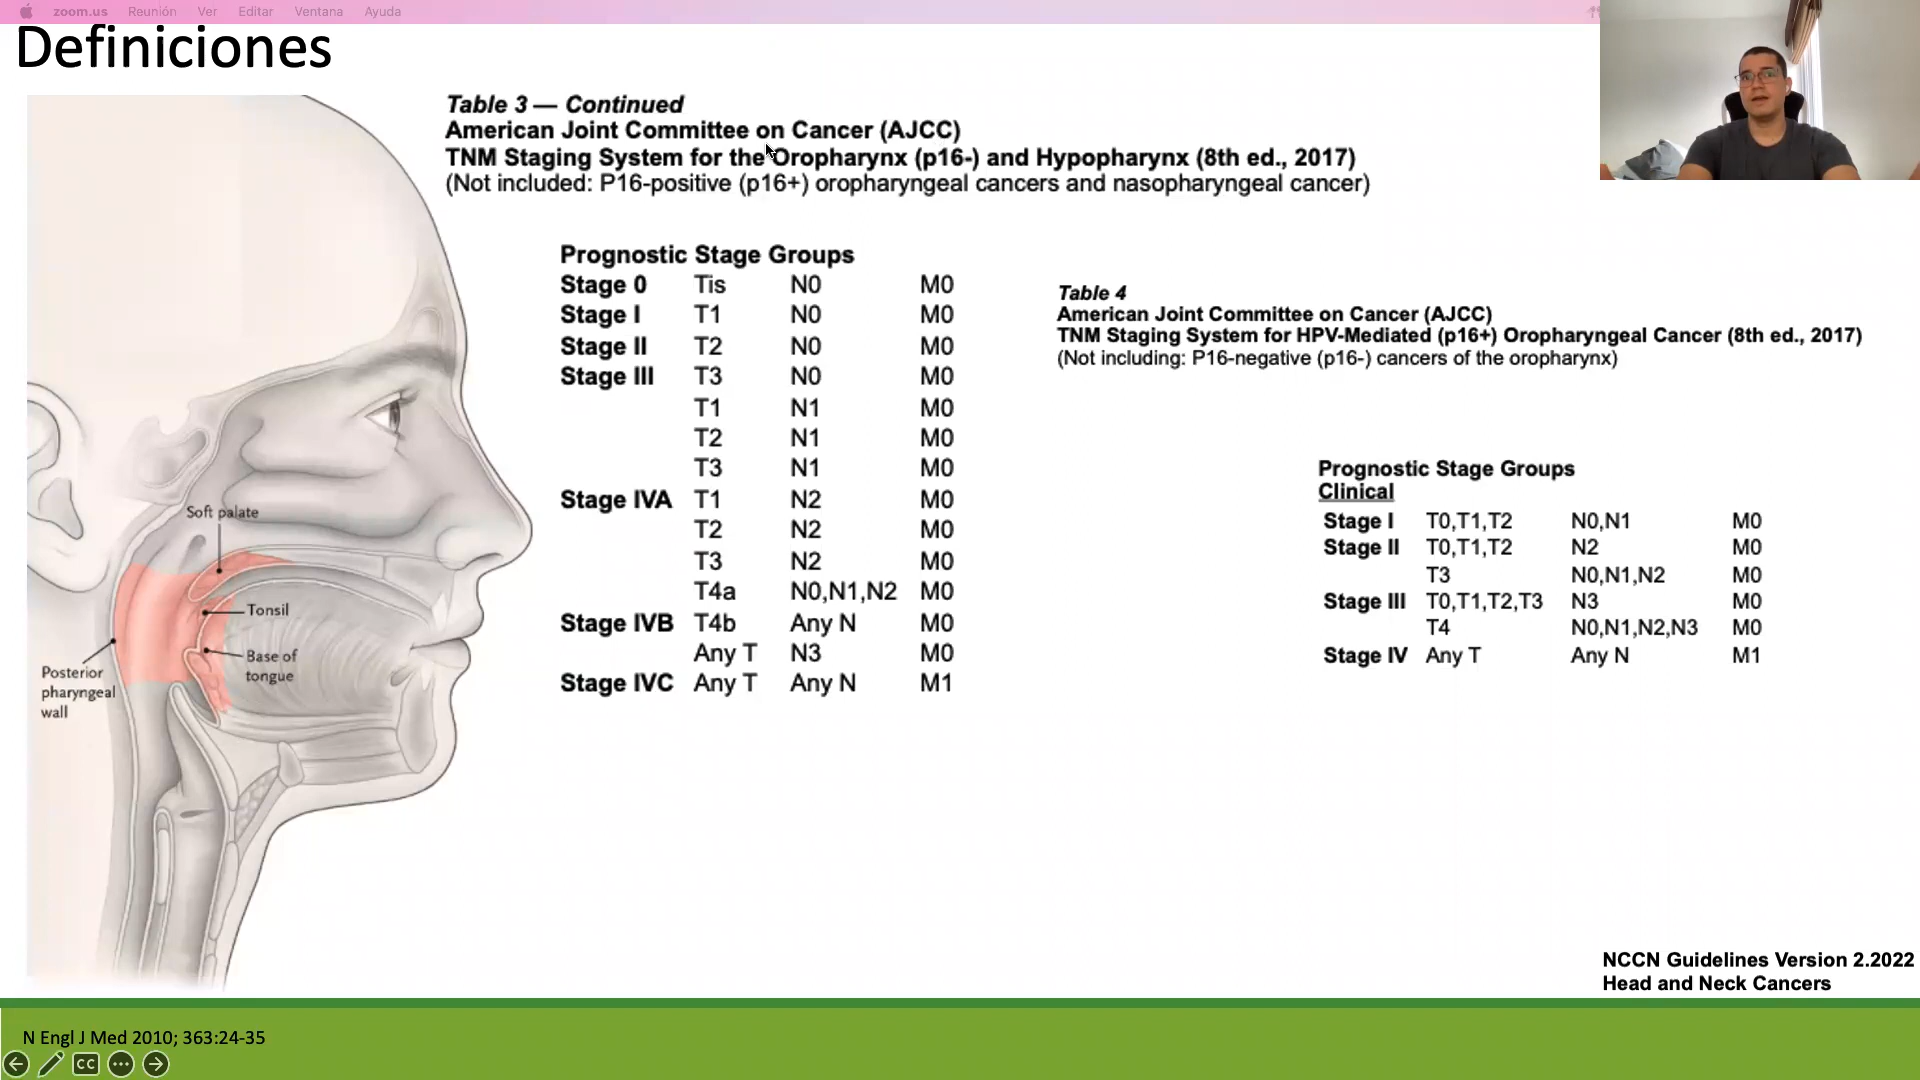 zoom.us Reunión Ver Editar Ventana Ayuda
Definiciones
Table 3 — Continued
American Joint Committee on Cancer (AJCC)
TNM Staging System for the Oropharynx (p16-) and Hypopharynx (8th ed., 2017)
(Not included: P16-positive (p16+) oropharyngeal cancers and nasopharyngeal cancer)
Prognostic Stage Groups
Stage 0 Tis N0 M0
Stage I T1 N0 M0
Stage II T2 N0 M0
Stage III T3 N0 M0
T1 N1 M0
T2 N1 M0
T3 N1 M0
Stage IVA T1 N2 M0
T2 N2 M0
T3 N2 M0
T4a N0,N1,N2 M0
Stage IVB T4b Any N M0
Any T N3 M0
Stage IVC Any T Any N M1
Table 4
American Joint Committee on Cancer (AJCC)
TNM Staging System for HPV-Mediated (p16+) Oropharyngeal Cancer (8th ed., 2017)
(Not including: P16-negative (p16-) cancers of the oropharynx)
Prognostic Stage Groups
Clinical
Stage I T0,T1,T2 N0,N1 M0
Stage II T0,T1,T2 N2 M0
T3 N0,N1,N2 M0
Stage III T0,T1,T2,T3 N3 M0
T4 N0,N1,N2,N3 M0
Stage IV Any T Any N M1
Soft palate
Tonsil
Base of
tongue
Posterior
pharyngeal
wall
NCCN Guidelines Version 2.2022
Head and Neck Cancers
N Engl J Med 2010; 363:24-35
CC